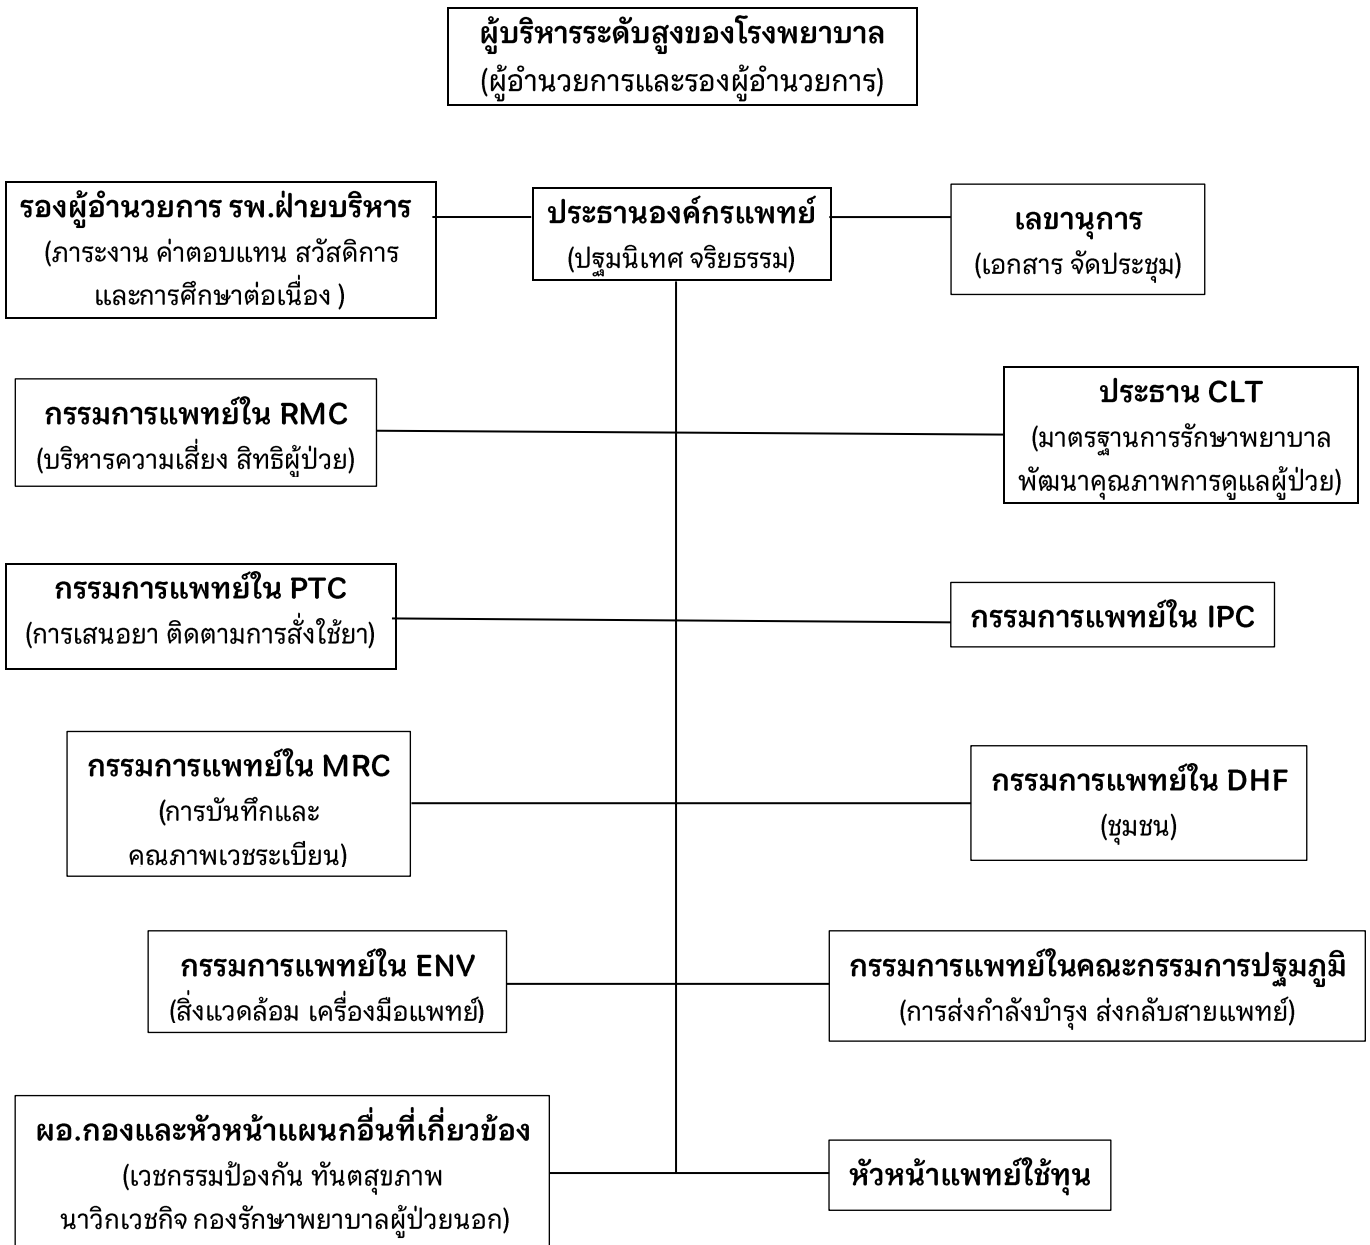 ผู้บริหารระดับสูงของโรงพยาบาล
(ผู้อำนวยการและรองผู้อำนวยการ)
รองผู้อำนวยการ รพ.ฝ่ายบริหาร
(ภาระงาน ค่าตอบแทน สวัสดิการ
และการศึกษาต่อเนื่อง )
ประธานองค์กรแพทย์
(ปฐมนิเทศ จริยธรรม)
เลขานุการ
(เอกสาร จัดประชุม)
กรรมการแพทย์ใน RMC
(บริหารความเสี่ยง สิทธิผู้ป่วย)
ประธาน CLT
(มาตรฐานการรักษาพยาบาล
พัฒนาคุณภาพการดูแลผู้ป่วย)
กรรมการแพทย์ใน PTC
(การเสนอยา ติดตามการสั่งใช้ยา)
กรรมการแพทย์ใน IPC
กรรมการแพทย์ใน MRC
(การบันทึกและ
คณภาพเวชระเบียน)
กรรมการแพทย์ใน DHF
(ชุมชน)
กรรมการแพทย์ใน ENV
(สิ่งแวดล้อม เครื่องมือแพทย์)
กรรมการแพทย์ในคณะกรรมการปฐมภูมิ
(การส่งกำลังบำรุง ส่งกลับสายแพทย์)
ผอ.กองและหัวหน้าแผนกอื่นที่เกี่ยวข้อง
(เวชกรรมป้องกัน ทันตสุขภาพ
นาวิกเวชกิจ กองรักษาพยาบาลผู้ป่วยนอก)
หัวหน้าแพทย์ใช้ทุน